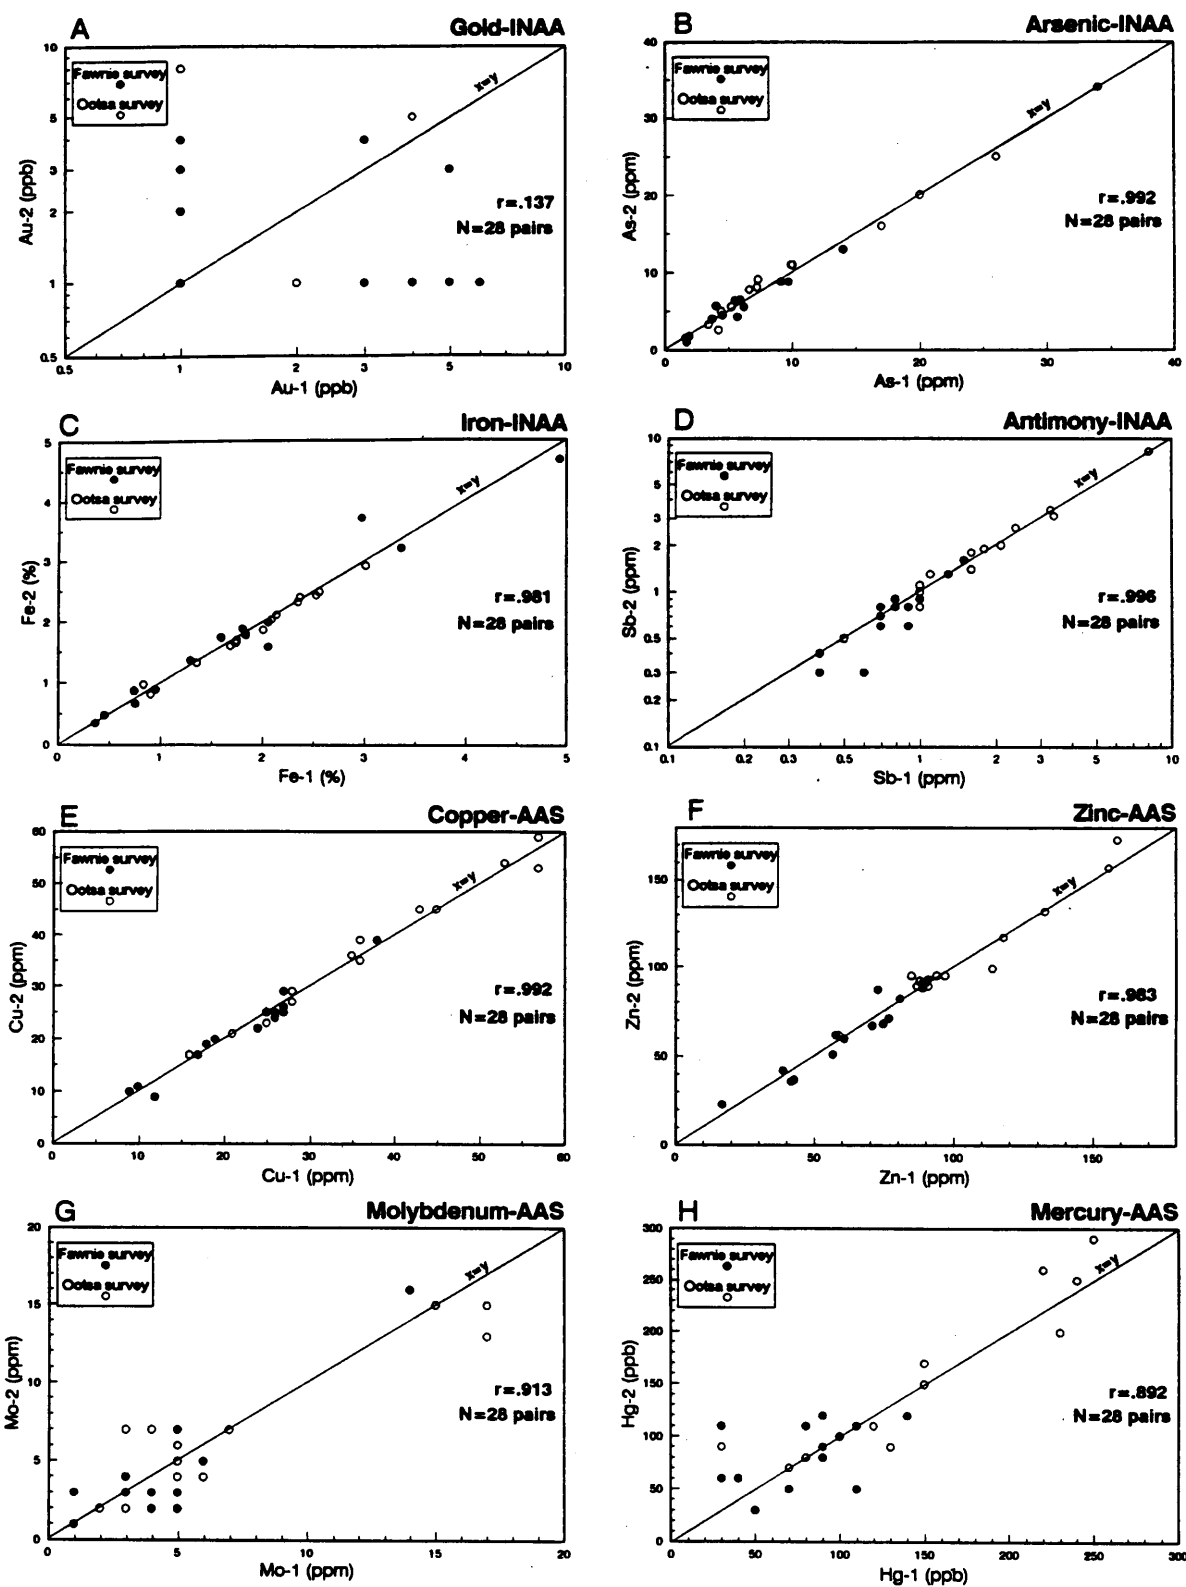 A
Gold-INAA
10
5
3
2
1
0.5
Au-2 (ppb)
Fawnie survey
Ootsa survey
x=y
r=.137
N=28 pairs
0.5 1 2 3 5 10
Au-1 (ppb)
B
Arsenic-INAA
40
30
20
10
0
As-2 (ppm)
Fawnie survey
Ootsa survey
x=y
r=.992
N=28 pairs
0 10 20 30 40
As-1 (ppm)
C
Iron-INAA
5
4
3
2
1
0
Fe-2 (%)
Fawnie survey
Ootsa survey
x=y
r=.981
N=28 pairs
0 1 2 3 4 5
Fe-1 (%)
D
Antimony-INAA
10
5
3
2
1
0.5
0.3
0.2
0.1
Sb-2 (ppm)
Fawnie survey
Ootsa survey
x=y
r=.996
N=28 pairs
0.1 0.2 0.3 0.5 1 2 3 5 10
Sb-1 (ppm)
E
Copper-AAS
60
50
40
30
20
10
0
Cu-2 (ppm)
Fawnie survey
Ootsa survey
x=y
r=.992
N=28 pairs
0 10 20 30 40 50 60
Cu-1 (ppm)
F
Zinc-AAS
150
100
50
0
Zn-2 (ppm)
Fawnie survey
Ootsa survey
x=y
r=.983
N=28 pairs
0 50 100 150
Zn-1 (ppm)
G
Molybdenum-AAS
20
15
10
5
0
Mo-2 (ppm)
Fawnie survey
Ootsa survey
x=y
r=.913
N=28 pairs
0 5 10 15 20
Mo-1 (ppm)
H
Mercury-AAS
300
250
200
150
100
50
0
Hg-2 (ppb)
Fawnie survey
Ootsa survey
x=y
r=.892
N=28 pairs
0 50 100 150 200 250 300
Hg-1 (ppb)